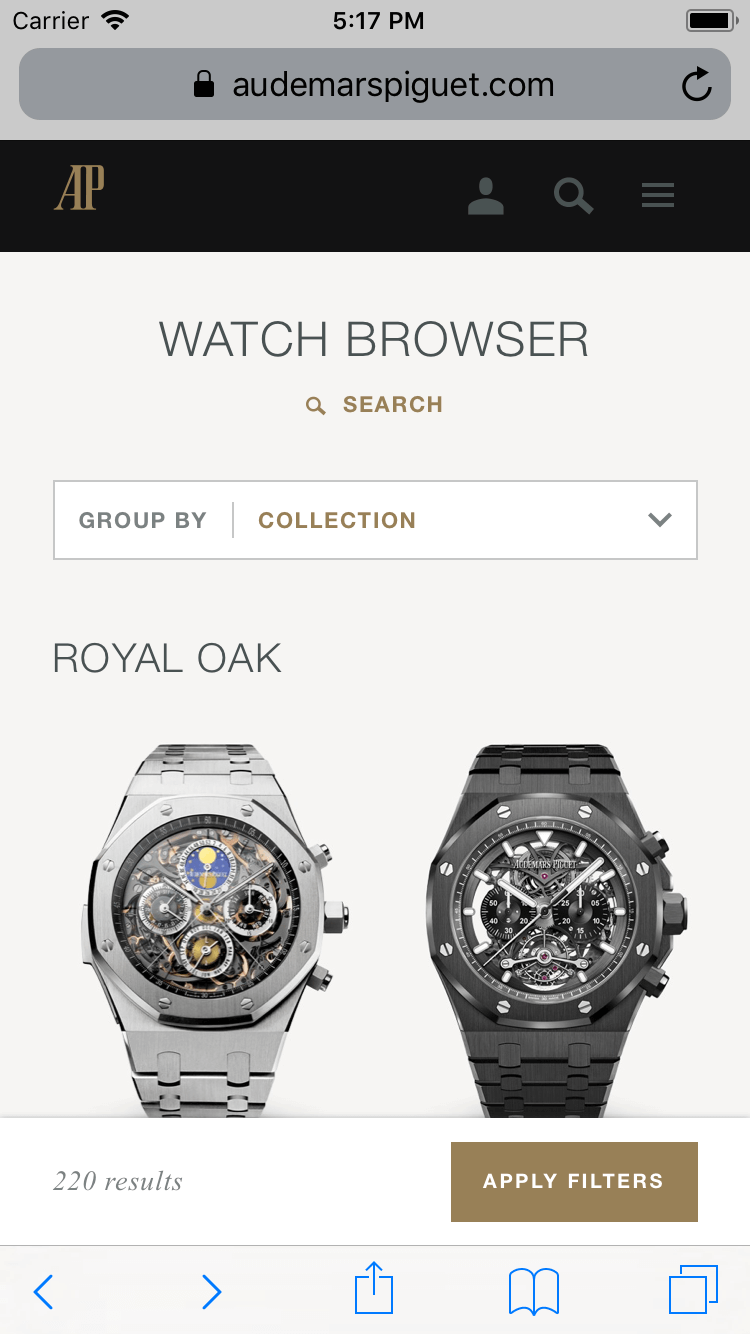 Carrier 5:17 PM
audemarspiguet.com
AP
WATCH BROWSER
SEARCH
GROUP BY COLLECTION
ROYAL OAK
AUDEMARS PIGUET
220 results APPLY FILTERS